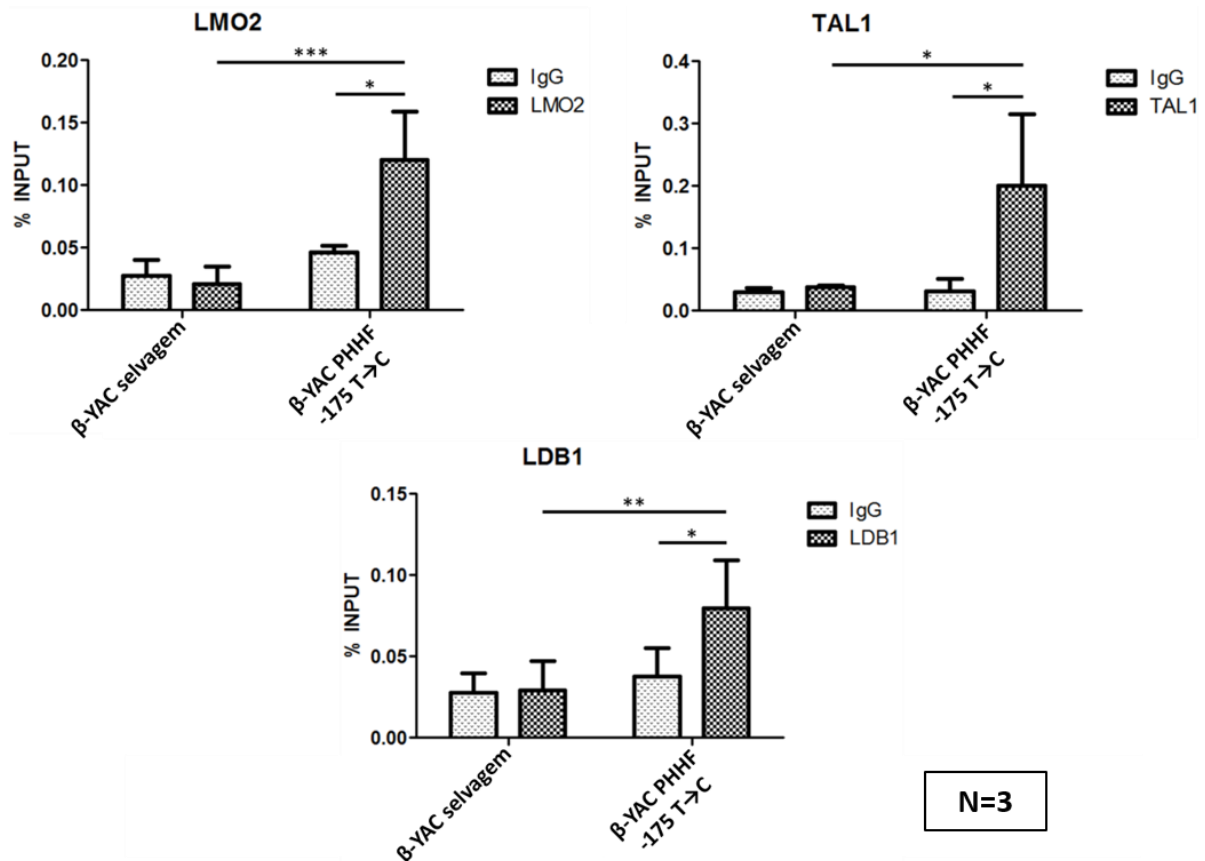 LMO2
0.20
0.15
0.10
0.05
0.00
% INPUT
***
*
IgG
LMO2
β-YAC selvagem
β-YAC PHHF
-175 T→C
TAL1
0.4
0.3
0.2
0.1
0.0
% INPUT
*
*
IgG
TAL1
β-YAC selvagem
β-YAC PHHF
-175 T→C
LDB1
0.15
0.10
0.05
0.00
% INPUT
**
*
IgG
LDB1
β-YAC selvagem
β-YAC PHHF
-175 T→C
N=3